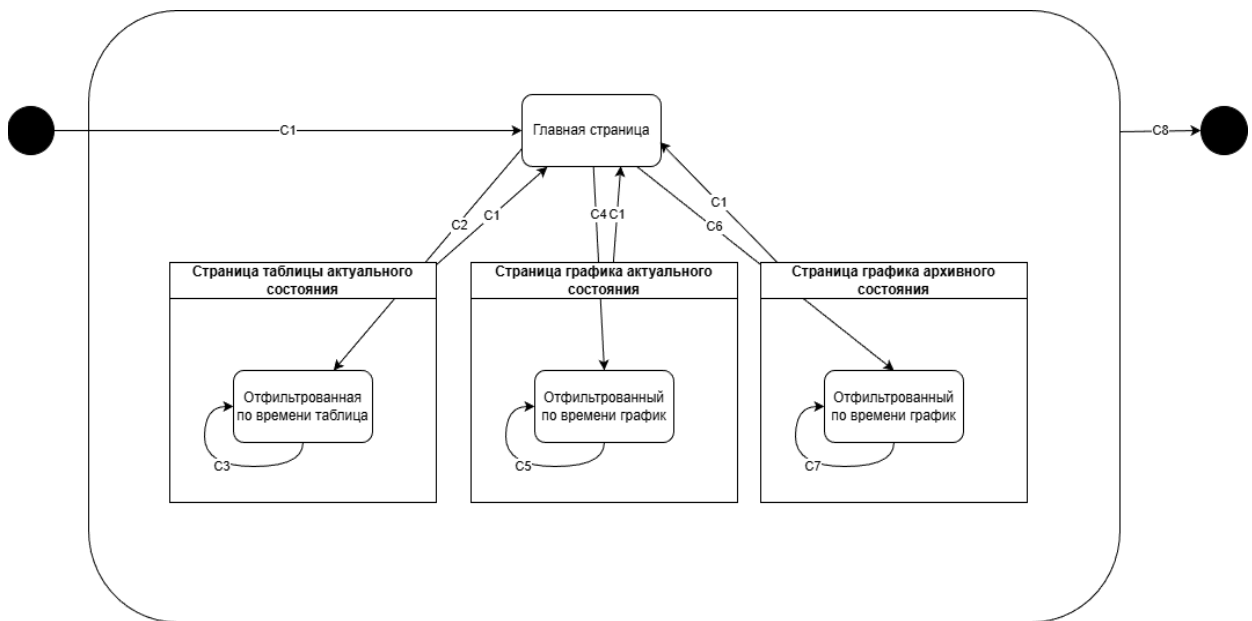 Главная страница
C1
C8
C2
C1
C4
C1
C6
C1
Страница таблицы актуального
состояния
Страница графика актуального
состояния
Страница графика архивного
состояния
Отфильтрованная
по времени таблица
Отфильтрованный
по времени график
Отфильтрованный
по времени график
C3
C5
C7